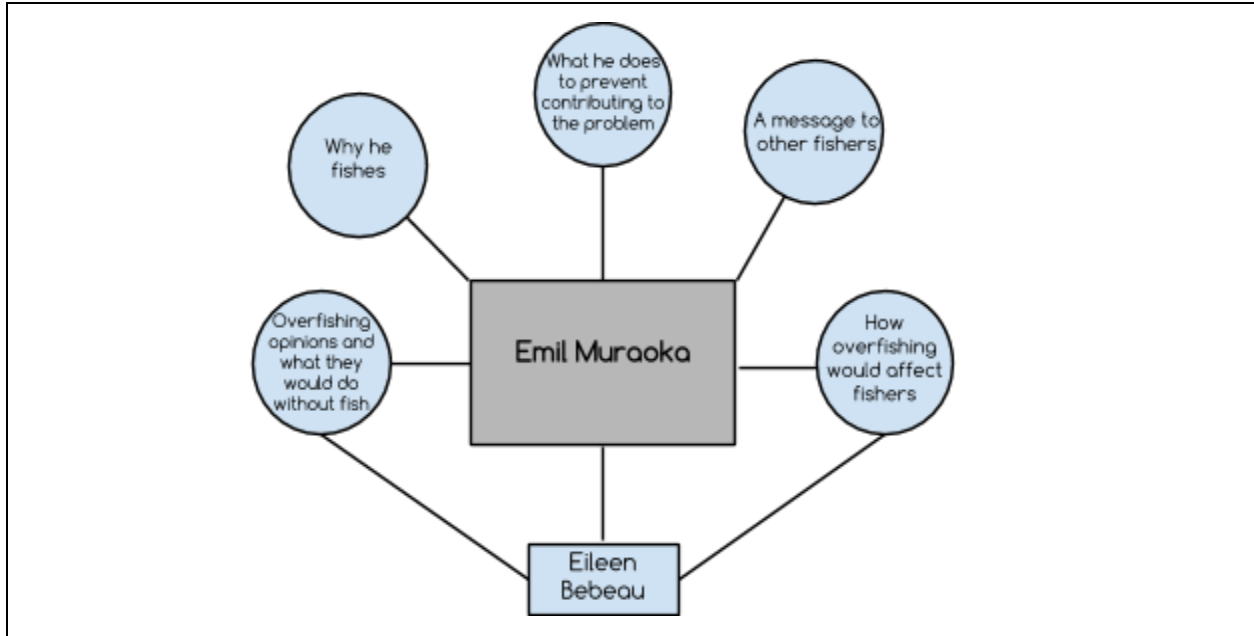 What he does
to prevent
contributing to
the problem
A message to
other fishers
Why he
fishes
Emil Muraoka
Overfishing
opinions and
what they
would do
without fish
How
overfishing
would affect
fishers
Eileen
Bebeau